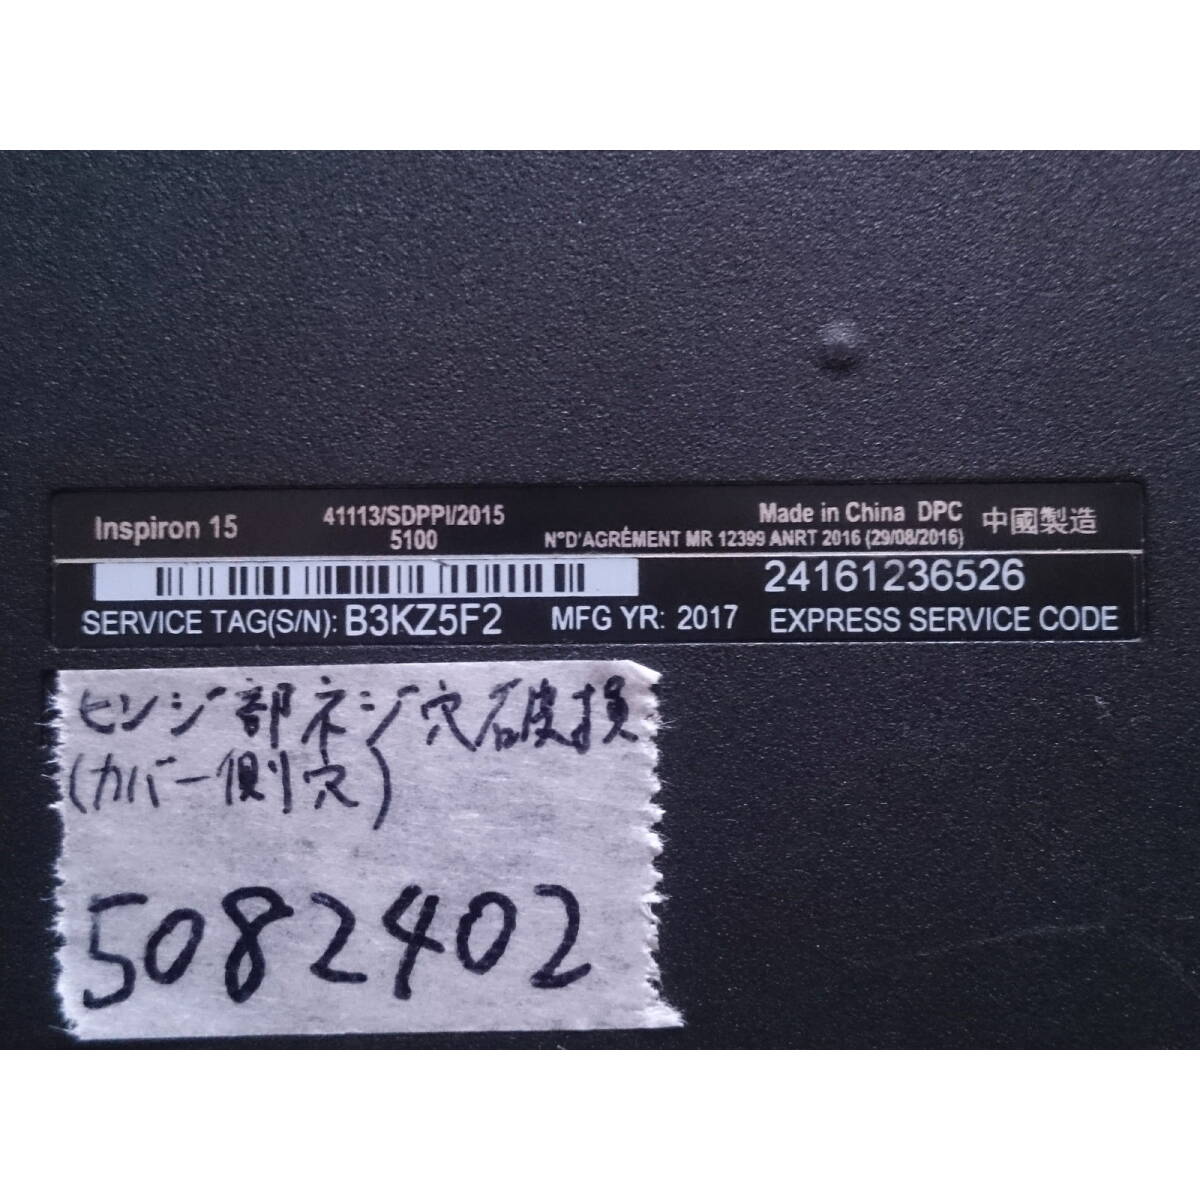 Inspiron 15
41113/SDPPI/2015
5100
Made in China DPC
N°D'AGRÉMENT MR 12399 ANRT 2016 (29/08/2016)
中國製造
24161236526
SERVICE TAG(S/N): B3KZ5F2
MFG YR: 2017
EXPRESS SERVICE CODE
ヒンジ部ネジ穴破損
(カバー側穴)
5082402